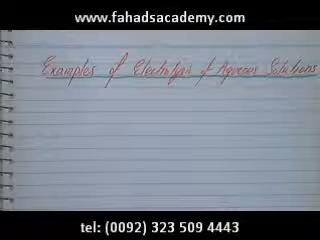 www.fahadsacademy.com
Examples of Electrolysis of Aqueous Solutions
tel: (0092) 323 509 4443